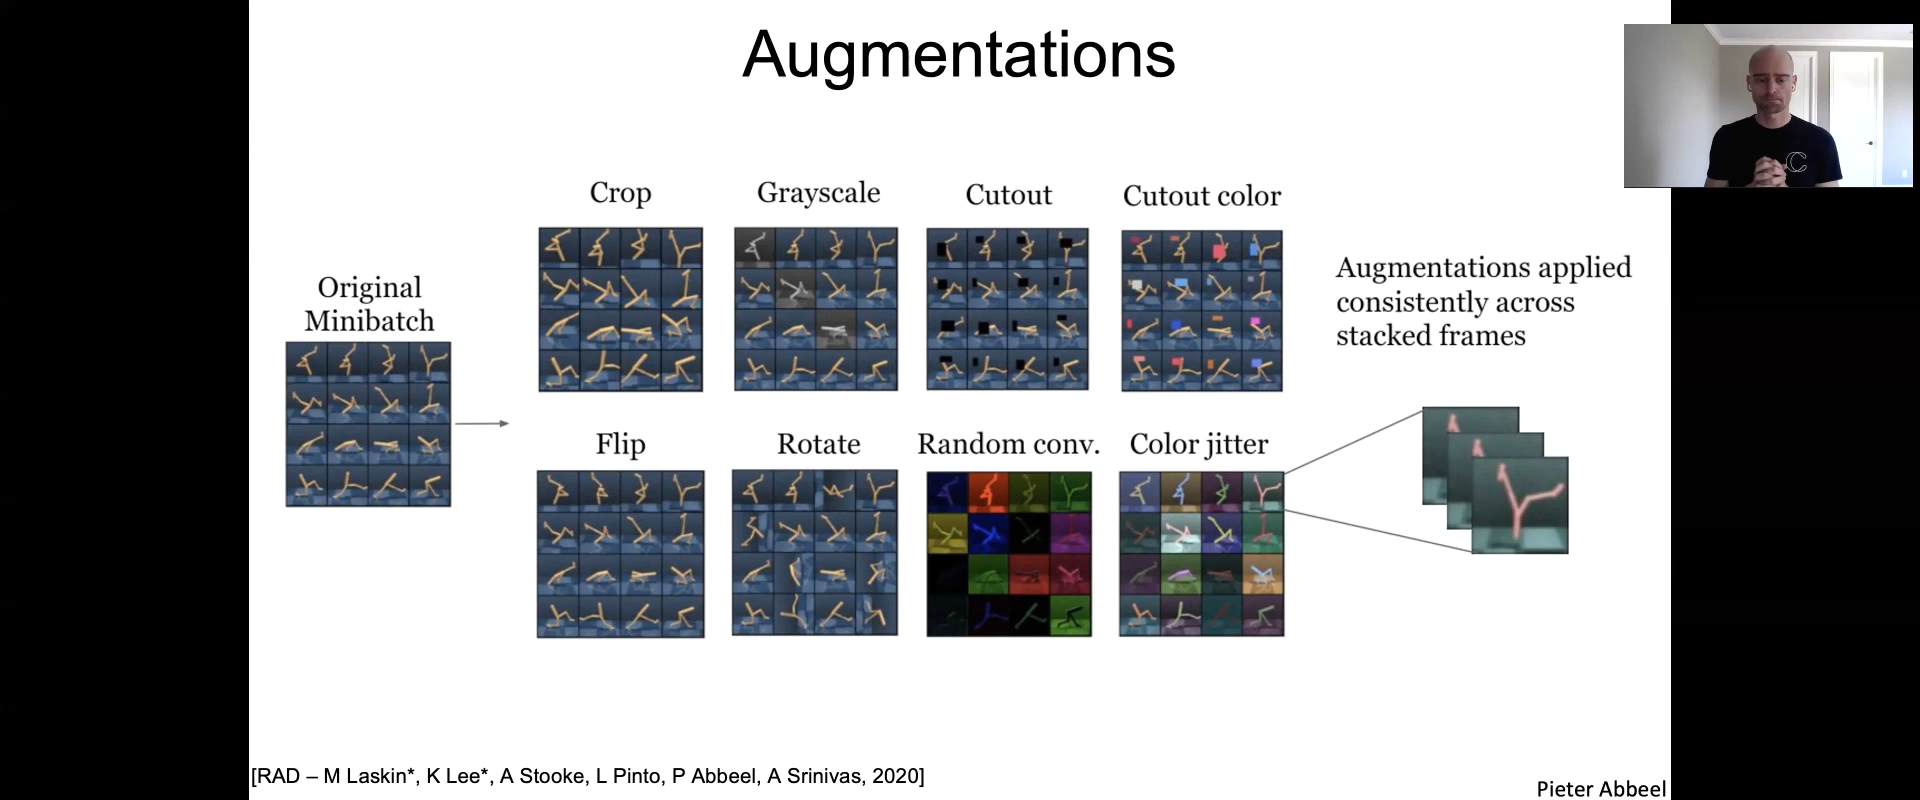 Augmentations
Crop
Grayscale
Cutout
Cutout color
Original
Minibatch
Augmentations applied
consistently across
stacked frames
Flip
Rotate
Random conv.
Color jitter
[RAD – M Laskin*, K Lee*, A Stooke, L Pinto, P Abbeel, A Srinivas, 2020]
Pieter Abbeel